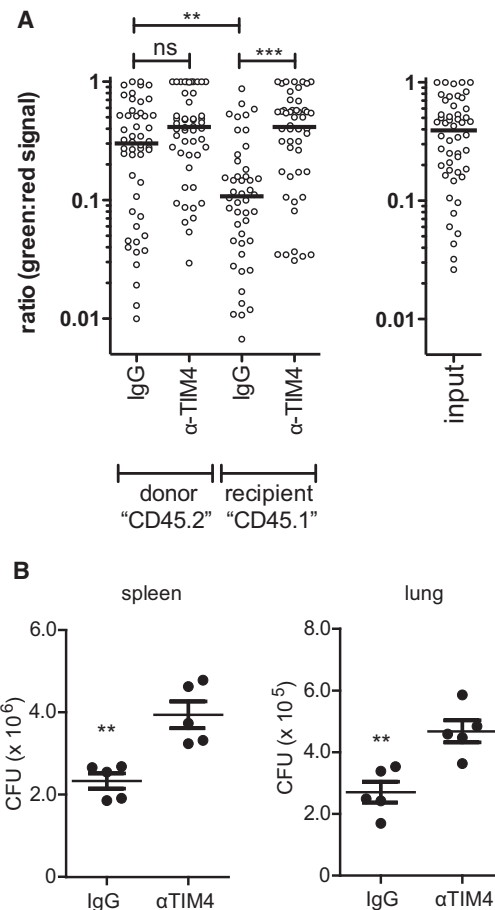 A
**
ns
***
ratio (green:red signal)
1
0.1
0.01
1
0.1
0.01
IgG
α-TIM4
IgG
α-TIM4
input
donor
"CD45.2"
recipient
"CD45.1"
B
spleen
lung
CFU (x 10⁶)
6.0
4.0
2.0
0
**
IgG
αTIM4
CFU (x 10⁵)
8.0
6.0
4.0
2.0
0
**
IgG
αTIM4